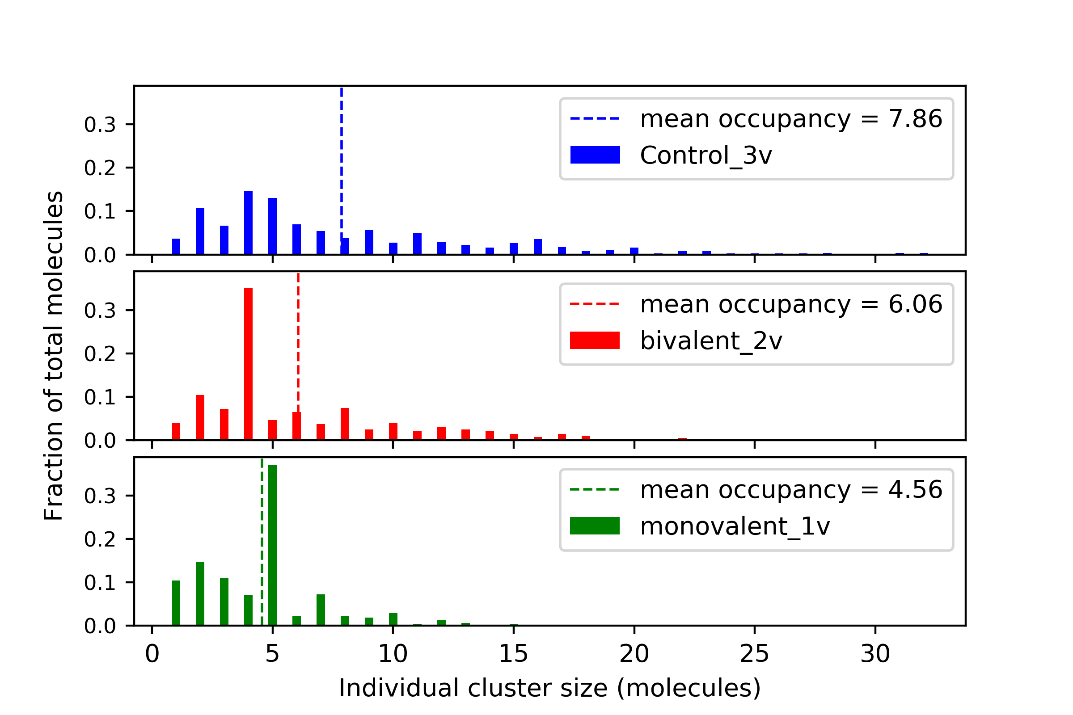 Fraction of total molecules
0.3
0.2
0.1
0.0
mean occupancy = 7.86
Control_3v
0.3
0.2
0.1
0.0
mean occupancy = 6.06
bivalent_2v
0.3
0.2
0.1
0.0
mean occupancy = 4.56
monovalent_1v
0 5 10 15 20 25 30
Individual cluster size (molecules)